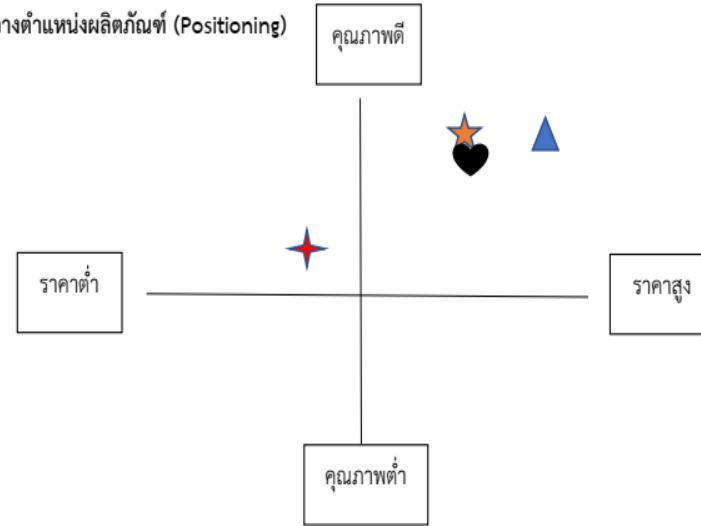 างตำแหน่งผลิตภัณฑ์ (Positioning)
คุณภาพดี
ราคาต่ำ
ราคาสูง
คุณภาพต่ำ